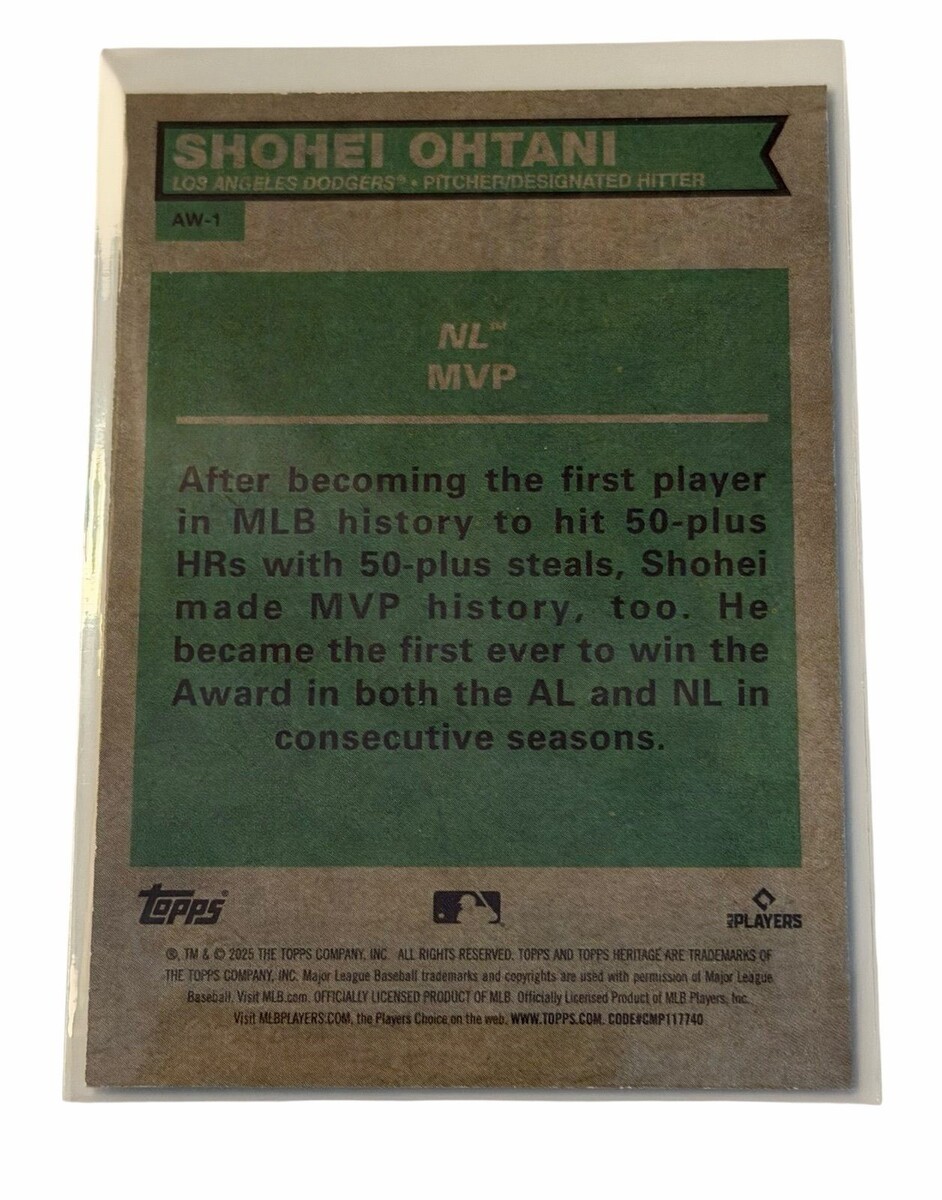 SHOHEI OHTANI
LOS ANGELES DODGERS® • PITCHER/DESIGNATED HITTER
AW-1
NL™
MVP
After becoming the first player
in MLB history to hit 50-plus
HRs with 50-plus steals, Shohei
made MVP history, too. He
became the first ever to win the
Award in both the AL and NL in
consecutive seasons.
Topps®
MLB PLAYERS
®, TM & © 2025 THE TOPPS COMPANY, INC. ALL RIGHTS RESERVED. TOPPS AND TOPPS HERITAGE ARE TRADEMARKS OF
THE TOPPS COMPANY, INC. Major League Baseball trademarks and copyrights are used with permission of Major League
Baseball. Visit MLB.com. OFFICIALLY LICENSED PRODUCT OF MLB. Officially Licensed Product of MLB Players, Inc.
Visit MLBPLAYERS.COM, the Players Choice on the web. WWW.TOPPS.COM. CODE#CMP117740